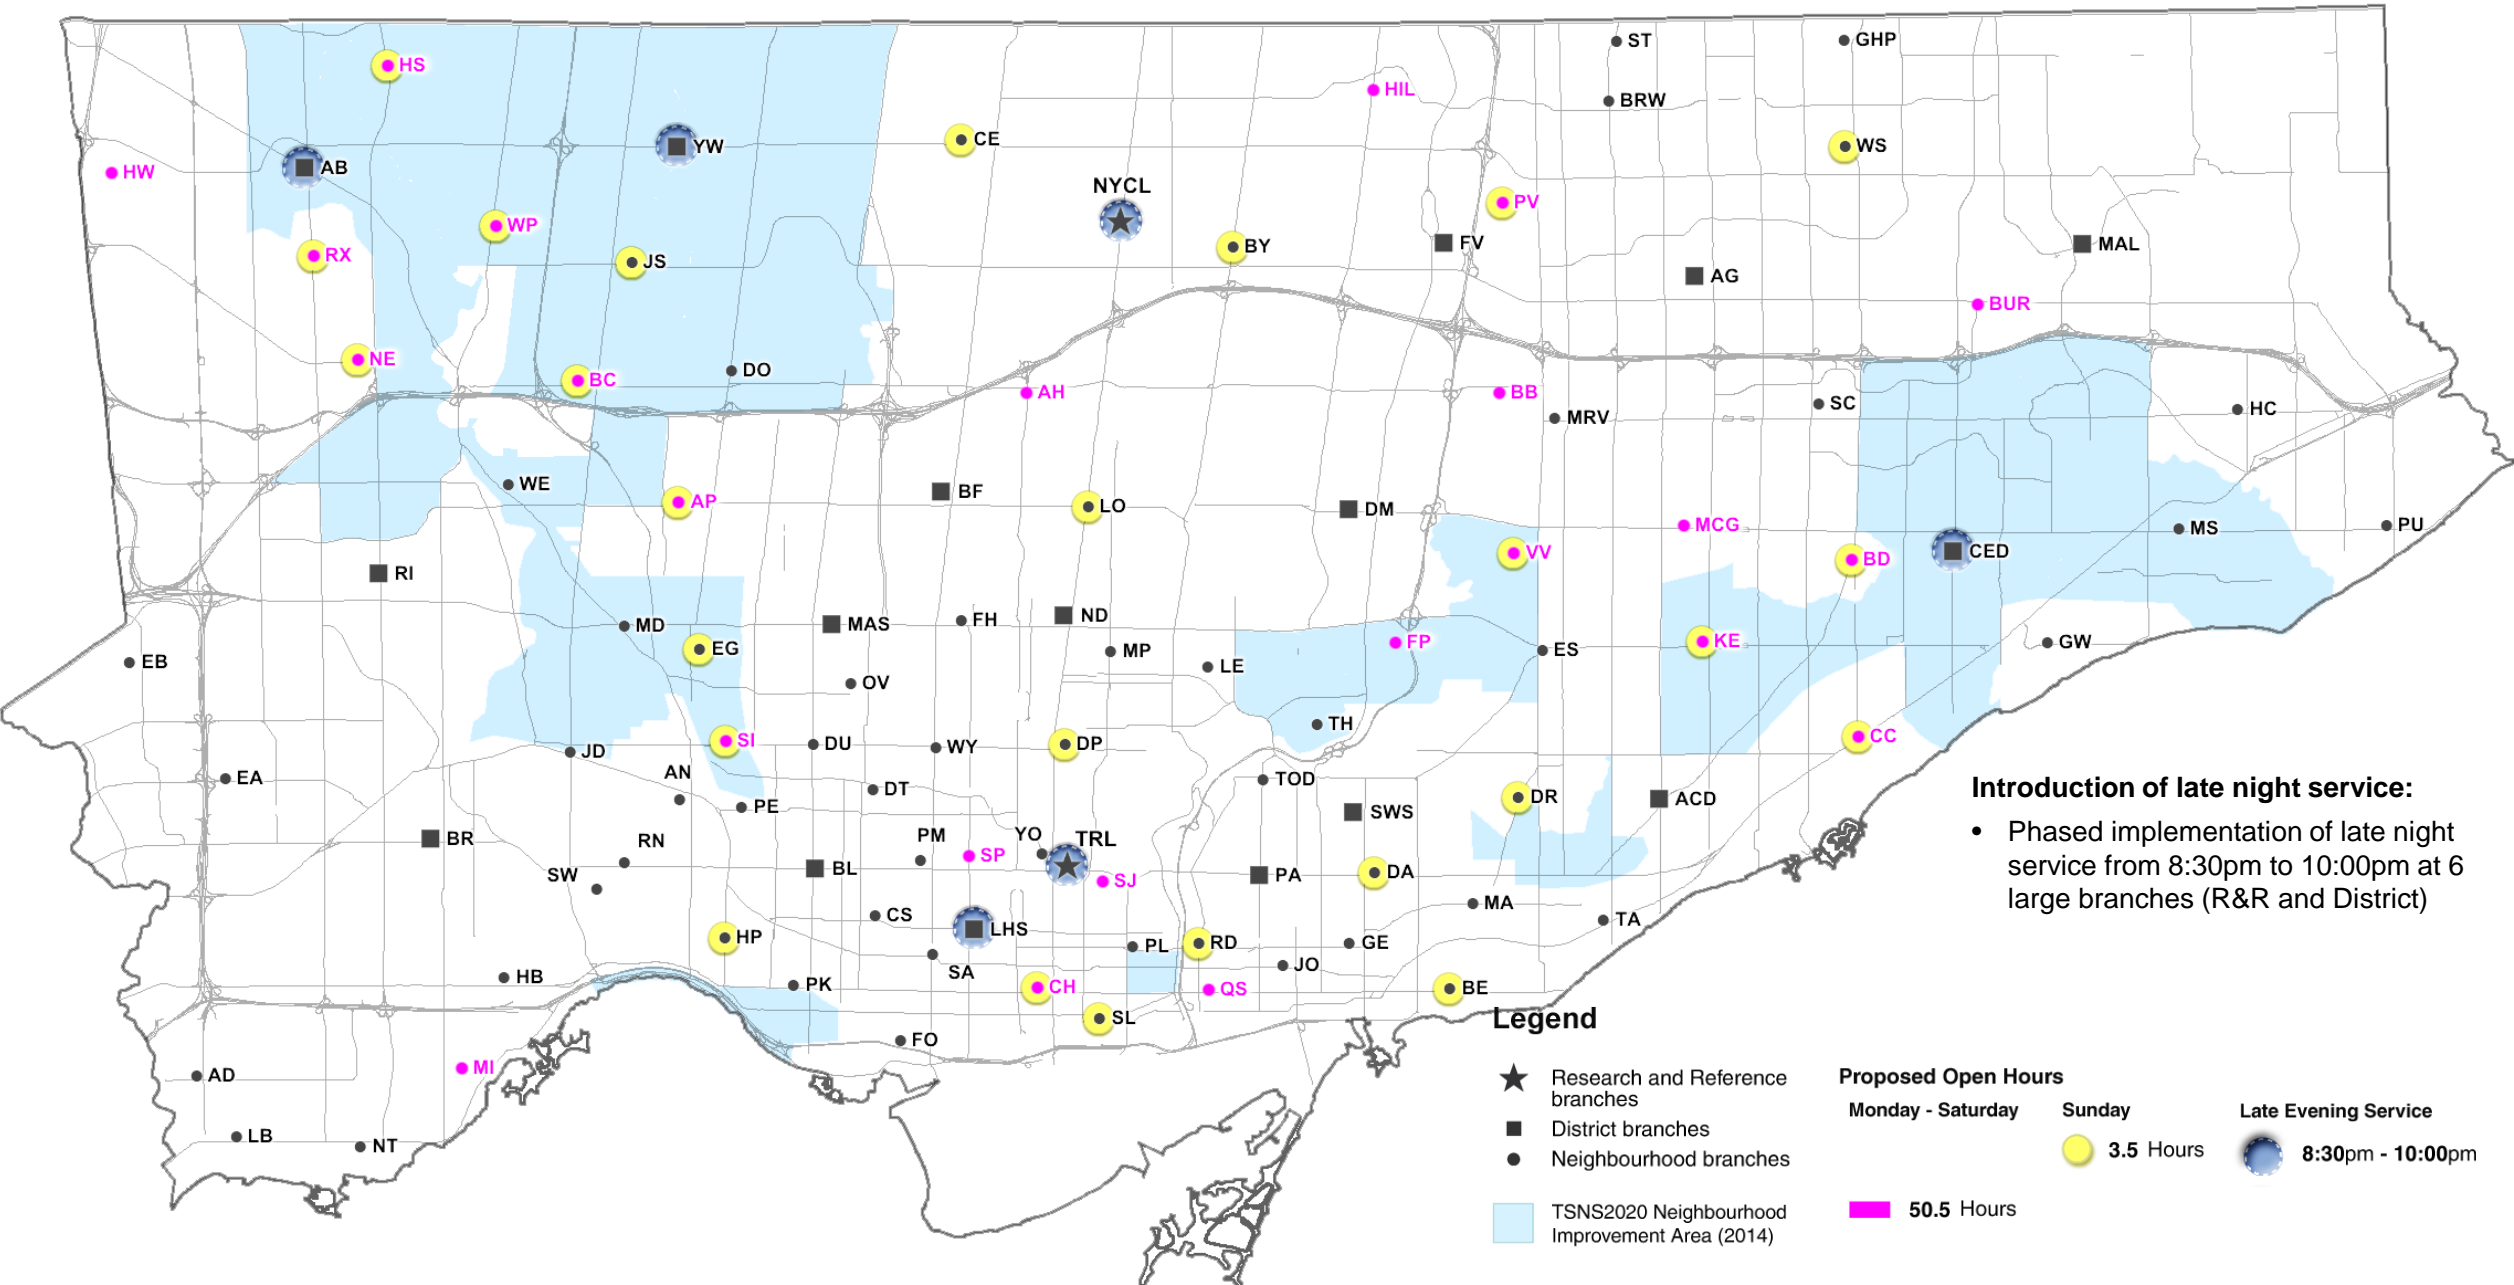 ST
GHP
HS
HIL
BRW
CE
WS
YW
AB
HW
NYCL
PV
WP
BY
FV
MAL
RX
JS
AG
BUR
NE
DO
BC
AH
BB
SC
MRV
HC
WE
BF
AP
LO
DM
MCG
MS
PU
VV
CED
BD
RI
ND
FH
MAS
MD
EG
MP
FP
KE
ES
GW
EB
LE
OV
TH
SI
DU
WY
DP
CC
JD
AN
EA
TOD
Introduction of late night service:
DT
PE
DR
ACD
• Phased implementation of late night
service from 8:30pm to 10:00pm at 6
large branches (R&R and District)
SWS
BR
RN
PM
YO
TRL
SP
BL
SW
SJ
PA
DA
MA
CS
TA
LHS
HP
PL
RD
GE
SA
JO
HB
PK
CH
QS
BE
SL
FO
MI
AD
LB
NT
Legend
Research and Reference
branches
District branches
Neighbourhood branches
TSNS2020 Neighbourhood
Improvement Area (2014)
Proposed Open Hours
Monday - Saturday
Sunday
Late Evening Service
3.5 Hours
8:30pm - 10:00pm
50.5 Hours